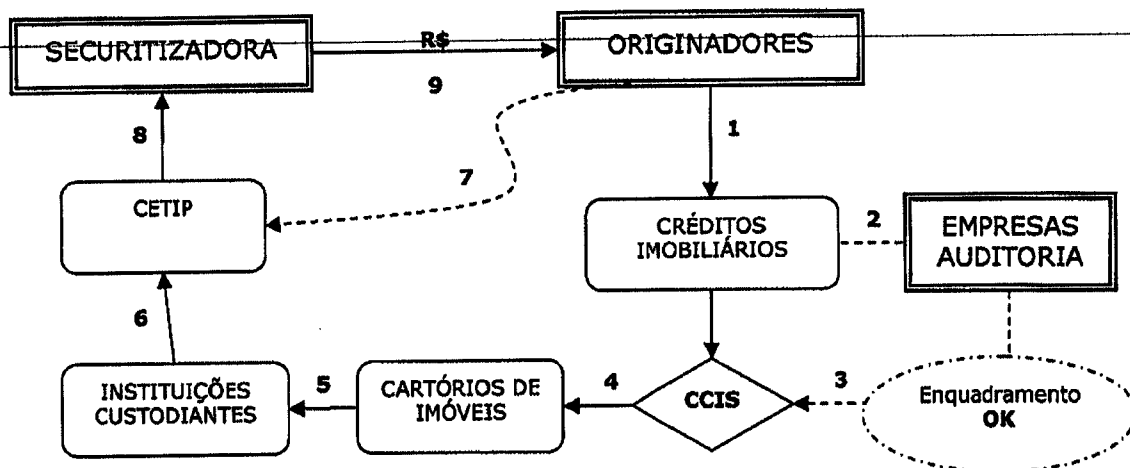 SECURITIZADORA
R$
ORIGINADORES
9
8
1
7
CETIP
CRÉDITOS
IMOBILIÁRIOS
2
EMPRESAS
AUDITORIA
6
INSTITUIÇÕES
CUSTODIANTES
5
CARTÓRIOS DE
IMÓVEIS
4
CCIS
3
Enquadramento
OK